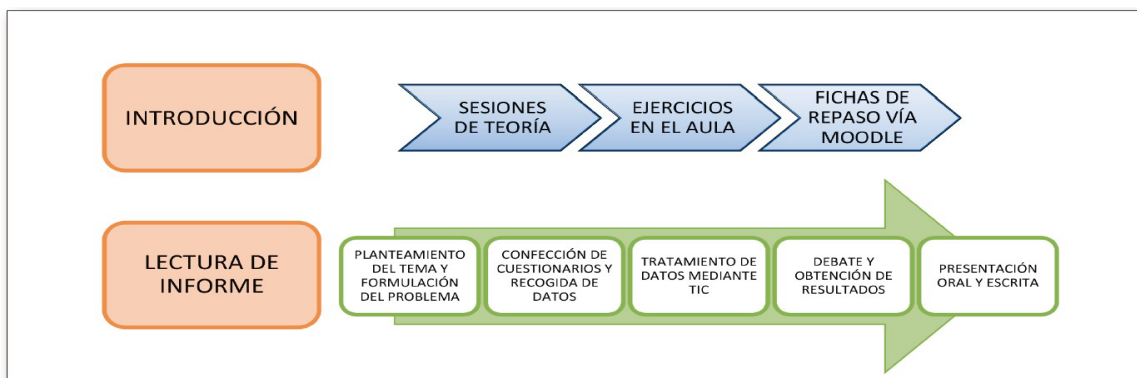 INTRODUCCIÓN
SESIONES
DE TEORÍA
EJERCICIOS
EN EL AULA
FICHAS DE
REPASO VÍA
MOODLE
LECTURA DE
INFORME
PLANTEAMIENTO
DEL TEMA Y
FORMULACIÓN
DEL PROBLEMA
CONFECCIÓN DE
CUESTIONARIOS Y
RECOGIDA DE
DATOS
TRATAMIENTO DE
DATOS MEDIANTE
TIC
DEBATE Y
OBTENCIÓN DE
RESULTADOS
PRESENTACIÓN
ORAL Y ESCRITA